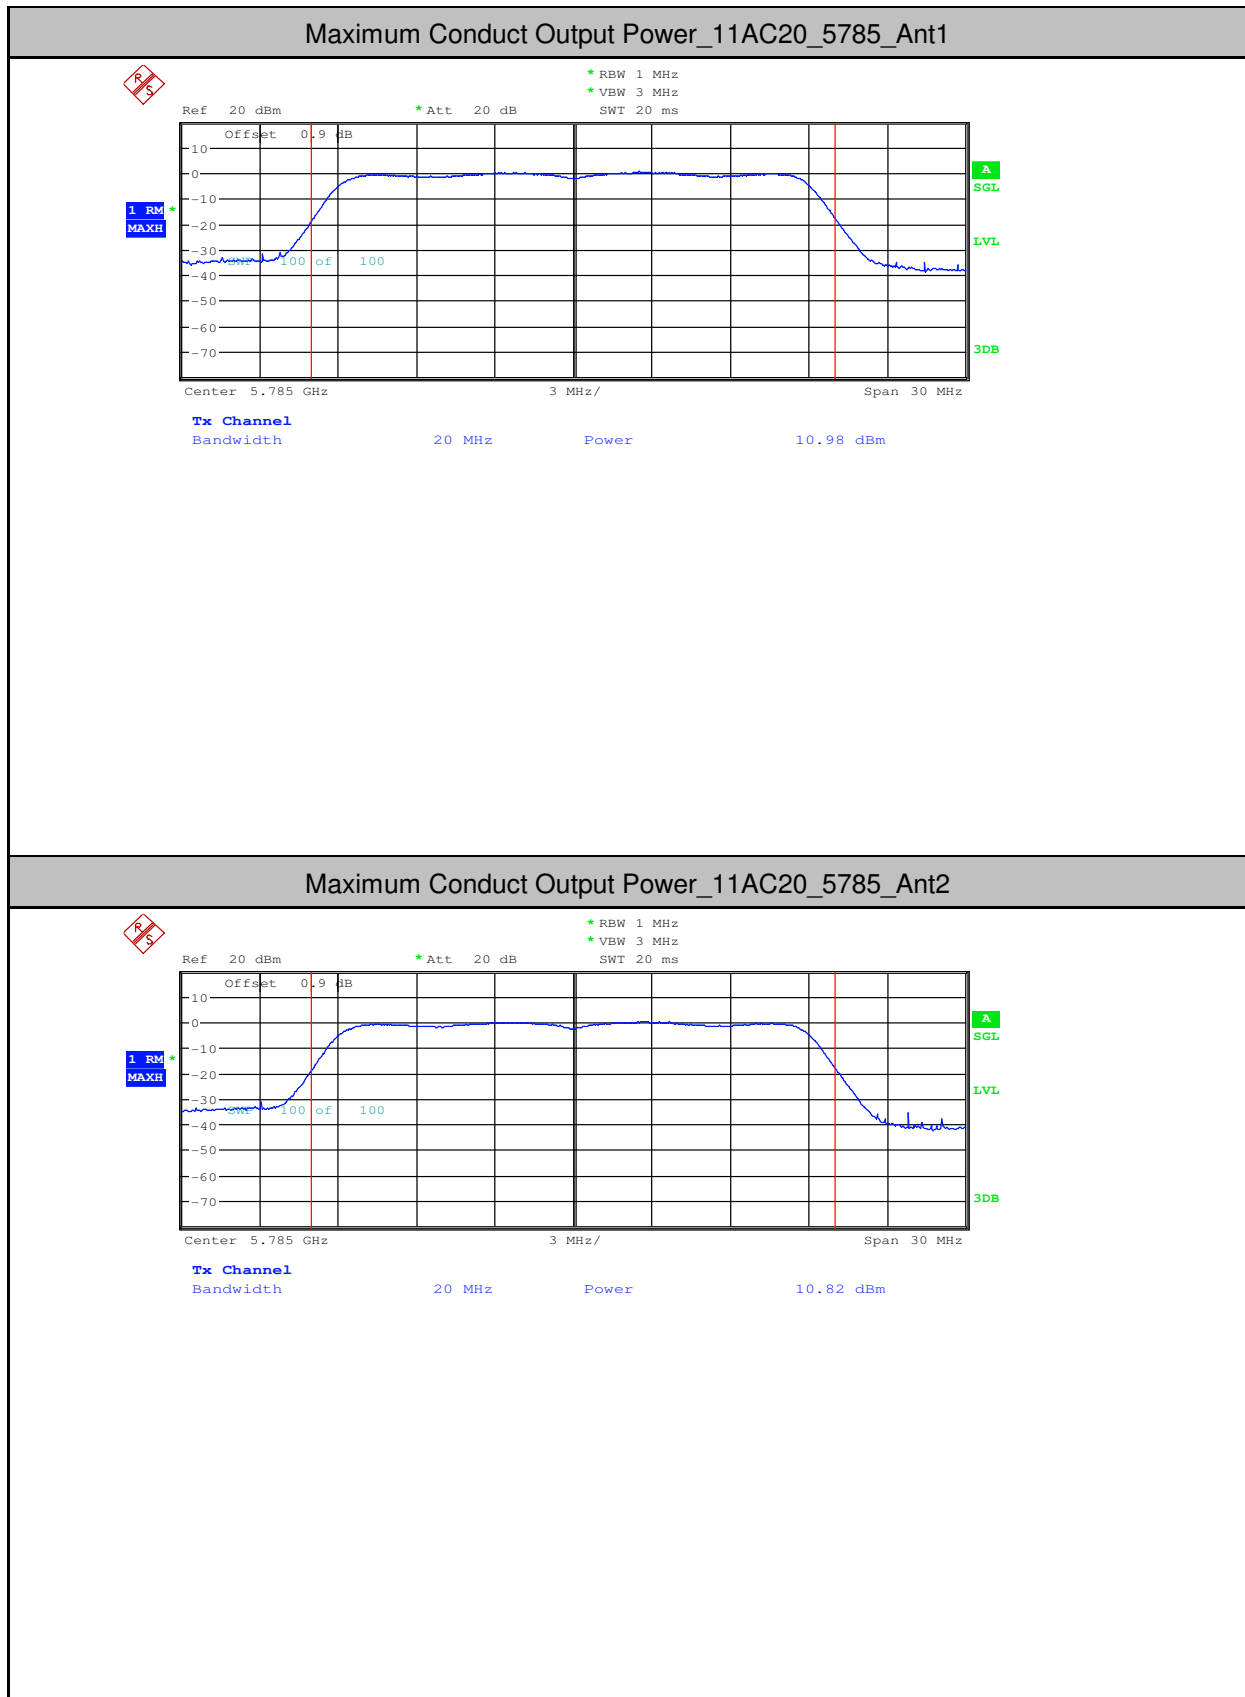 Maximum Conduct Output Power_11AC20_5785_Ant1
R S
* RBW 1 MHz
* VBW 3 MHz
Ref 20 dBm * Att 20 dB SWT 20 ms
Offset 0.9 dB
10
0
A
SGL
-10
1 RM *
MAXH
-20
LVL
-30
SWP 100 of 100
-40
-50
-60
-70
3DB
Center 5.785 GHz 3 MHz/ Span 30 MHz
Tx Channel
Bandwidth 20 MHz Power 10.98 dBm
Maximum Conduct Output Power_11AC20_5785_Ant2
R S
* RBW 1 MHz
* VBW 3 MHz
Ref 20 dBm * Att 20 dB SWT 20 ms
Offset 0.9 dB
10
0
A
SGL
-10
1 RM *
MAXH
-20
LVL
-30
SWP 100 of 100
-40
-50
-60
-70
3DB
Center 5.785 GHz 3 MHz/ Span 30 MHz
Tx Channel
Bandwidth 20 MHz Power 10.82 dBm